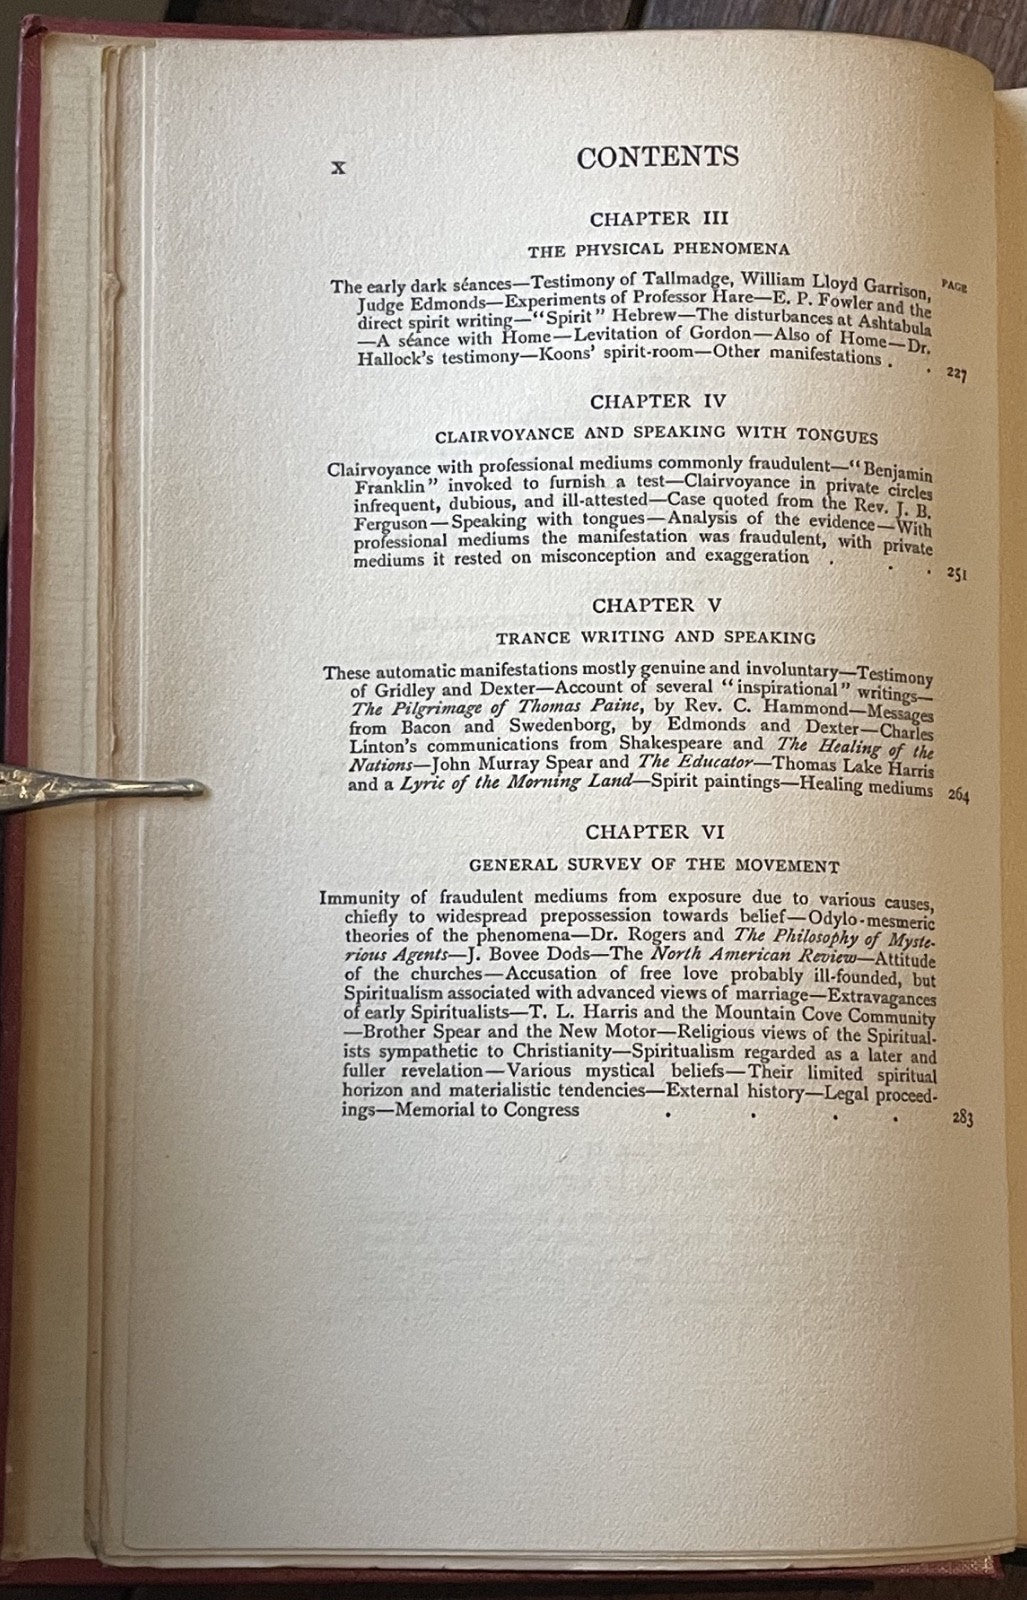 x CONTENTS
CHAPTER III
THE PHYSICAL PHENOMENA
PAGE
The early dark séances—Testimony of Tallmadge, William Lloyd Garrison,
Judge Edmonds—Experiments of Professor Hare—E. P. Fowler and the
direct spirit writing—"Spirit" Hebrew—The disturbances at Ashtabula
—A séance with Home—Levitation of Gordon—Also of Home—Dr.
Hallock's testimony—Koons' spirit-room—Other manifestations . . 227
CHAPTER IV
CLAIRVOYANCE AND SPEAKING WITH TONGUES
Clairvoyance with professional mediums commonly fraudulent—"Benjamin
Franklin" invoked to furnish a test—Clairvoyance in private circles
infrequent, dubious, and ill-attested—Case quoted from the Rev. J. B.
Ferguson—Speaking with tongues—Analysis of the evidence—With
professional mediums the manifestation was fraudulent, with private
mediums it rested on misconception and exaggeration . . . 251
CHAPTER V
TRANCE WRITING AND SPEAKING
These automatic manifestations mostly genuine and involuntary—Testimony
of Gridley and Dexter—Account of several "inspirational" writings—
The Pilgrimage of Thomas Paine, by Rev. C. Hammond—Messages
from Bacon and Swedenborg, by Edmonds and Dexter—Charles
Linton's communications from Shakespeare and The Healing of the
Nations—John Murray Spear and The Educator—Thomas Lake Harris
and a Lyric of the Morning Land—Spirit paintings—Healing mediums 264
CHAPTER VI
GENERAL SURVEY OF THE MOVEMENT
Immunity of fraudulent mediums from exposure due to various causes,
chiefly to widespread prepossession towards belief—Odylo-mesmeric
theories of the phenomena—Dr. Rogers and The Philosophy of Myste-
rious Agents—J. Bovee Dods—The North American Review—Attitude
of the churches—Accusation of free love probably ill-founded, but
Spiritualism associated with advanced views of marriage—Extravagances
of early Spiritualists—T. L. Harris and the Mountain Cove Community
—Brother Spear and the New Motor—Religious views of the Spiritual-
ists sympathetic to Christianity—Spiritualism regarded as a later and
fuller revelation—Various mystical beliefs—Their limited spiritual
horizon and materialistic tendencies—External history—Legal proceed-
ings—Memorial to Congress . . . . 283